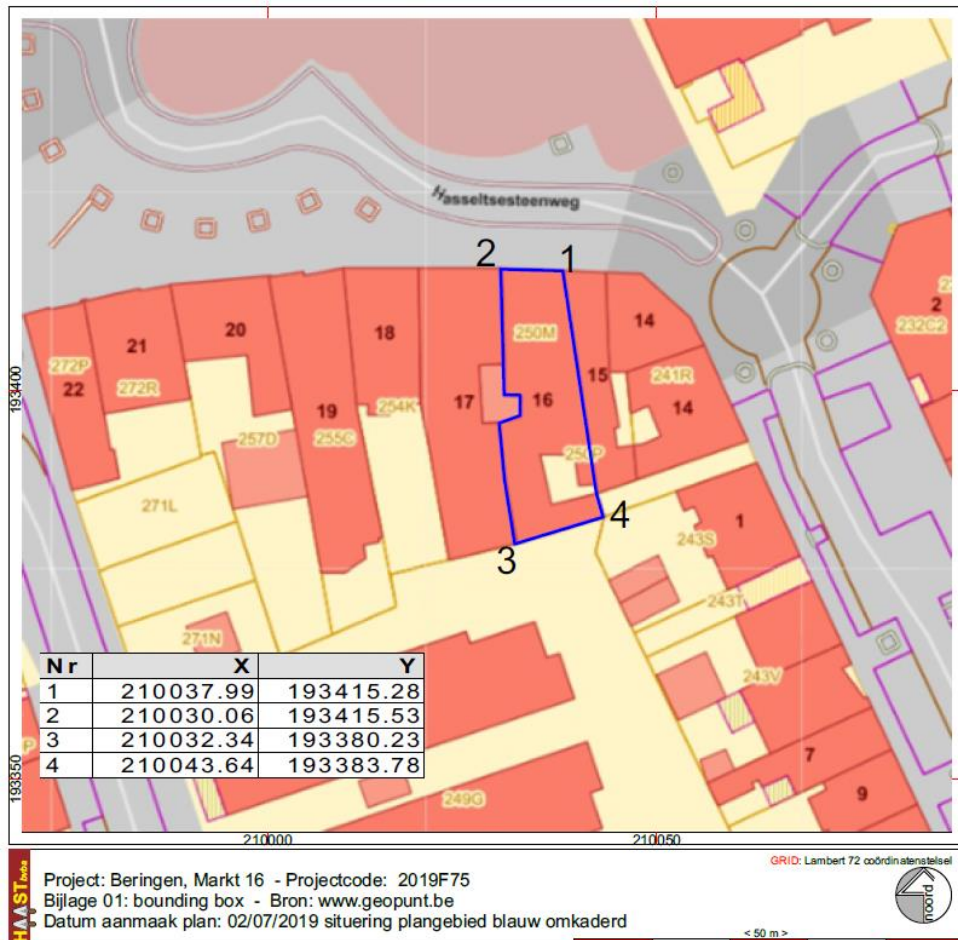 Hasseltsesteenweg
2
1
250M
14
2
232C2
18
20
21
272P
272R
22
15
241R
14
17
16
19
254K
257D
255C
250P
271L
4
3
243S
1
243T
271N
243V
7
9
249G
Nr X Y
1 210037.99 193415.28
2 210030.06 193415.53
3 210032.34 193380.23
4 210043.64 193383.78
193400
193350
210000
210050
GRID: Lambert 72 coördinatenstelsel
HAAST bvba
Project: Beringen, Markt 16 - Projectcode: 2019F75
Bijlage 01: bounding box - Bron: www.geopunt.be
Datum aanmaak plan: 02/07/2019 situering plangebied blauw omkaderd
noord
< 50 m >